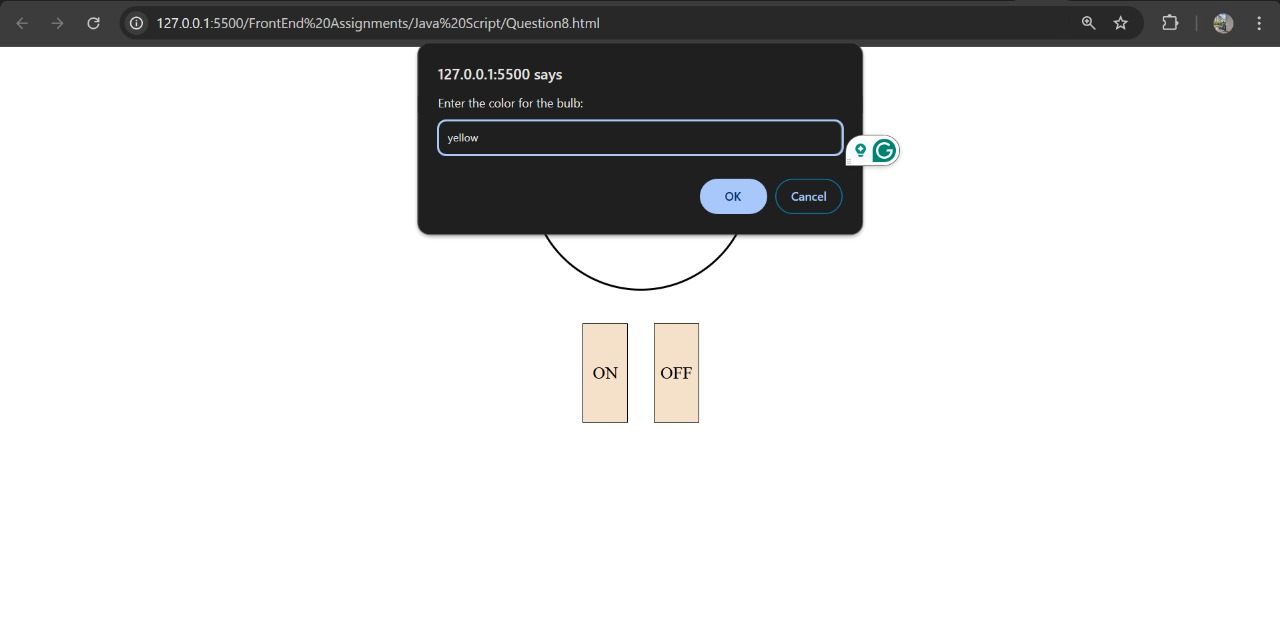 127.0.0.1:5500/FrontEnd%20Assignments/Java%20Script/Question8.html
127.0.0.1:5500 says
Enter the color for the bulb:
yellow
OK Cancel
ON OFF